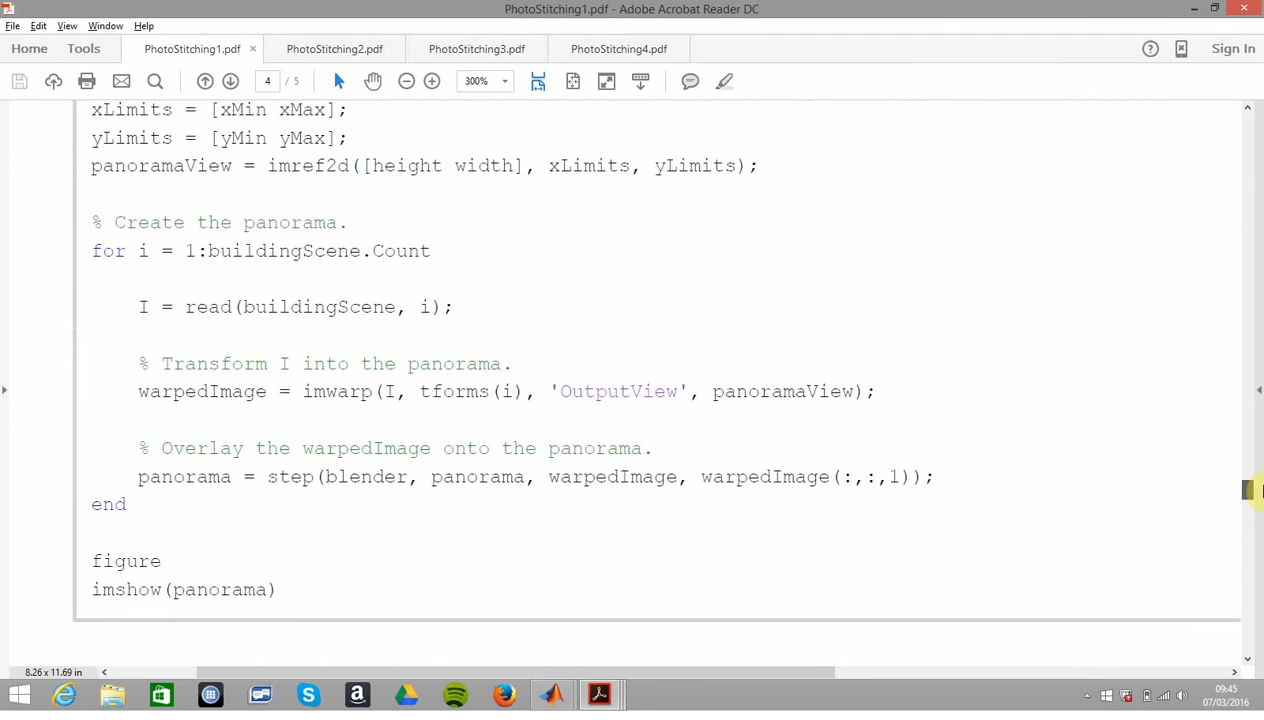 PhotoStitching1.pdf - Adobe Acrobat Reader DC
File Edit View Window Help
Home Tools PhotoStitching1.pdf × PhotoStitching2.pdf PhotoStitching3.pdf PhotoStitching4.pdf Sign In
4 / 5 300%
xLimits = [xMin xMax];
yLimits = [yMin yMax];
panoramaView = imref2d([height width], xLimits, yLimits);
% Create the panorama.
for i = 1:buildingScene.Count
I = read(buildingScene, i);
% Transform I into the panorama.
warpedImage = imwarp(I, tforms(i), 'OutputView', panoramaView);
% Overlay the warpedImage onto the panorama.
panorama = step(blender, panorama, warpedImage, warpedImage(:,:,1));
end
figure
imshow(panorama)
8.26 x 11.69 in
09:45
07/03/2016